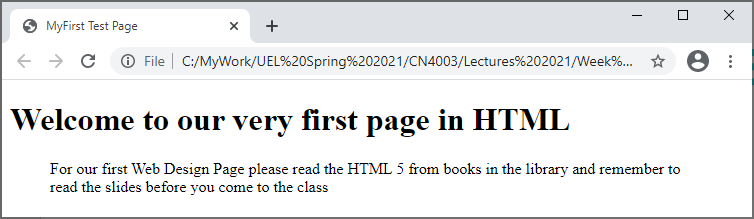 MyFirst Test Page
File
C:/MyWork/UEL%20Spring%202021/CN4003/Lectures%202021/Week%...
Welcome to our very first page in HTML
For our first Web Design Page please read the HTML 5 from books in the library and remember to
read the slides before you come to the class